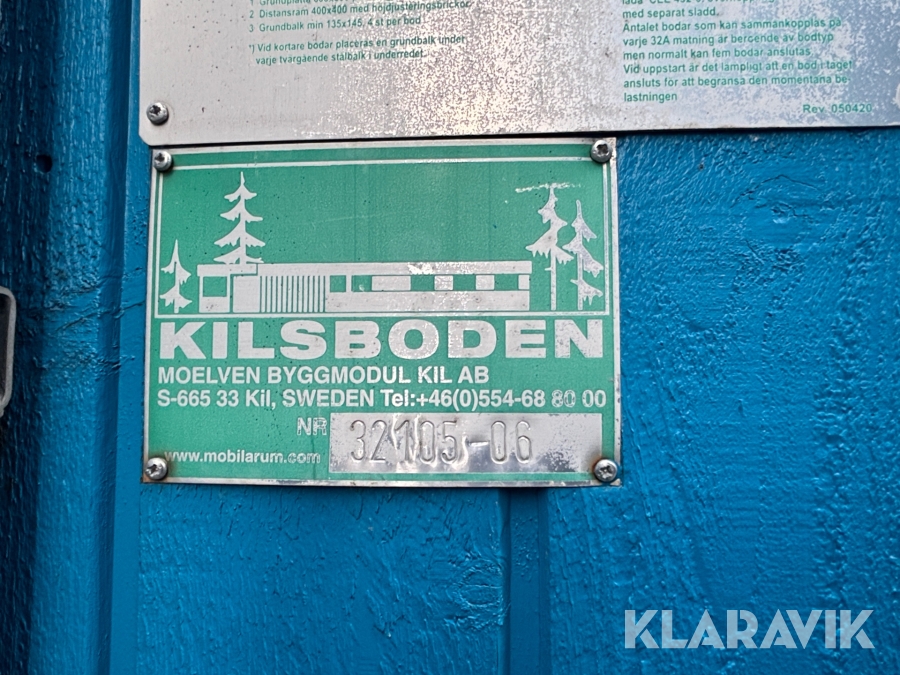 2 Distansram 400x400 med höjdjusteringsbrickor.
3 Grundbalk min 135x145, 4 st per bod
*) Vid kortare bodar placeras en grundbalk under
varje tvärgående stålbalk i underredet.
med separat sladd.
Antalet bodar som kan sammankopplas på
varje 32A matning är beroende av bodtyp
men normalt kan fem bodar anslutas
Vid uppstart är det lämpligt att en bod i taget
ansluts för att begränsa den momentana be
lastningen
Rev. 050420
KILSBODEN
MOELVEN BYGGMODUL KIL AB
S-665 33 Kil, SWEDEN Tel:+46(0)554-68 80 00
NR 32105-06
www.mobilarum.com
KLARAVIK